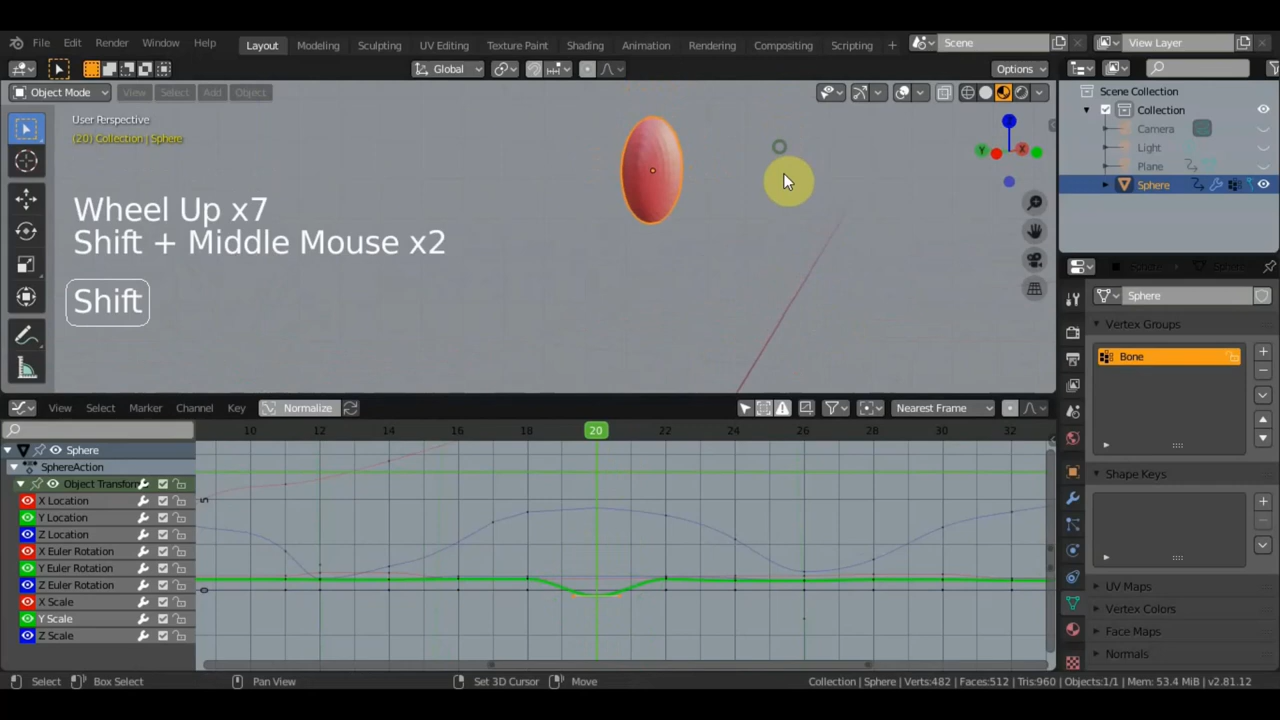 File Edit Render Window Help Layout Modeling Sculpting UV Editing Texture Paint Shading Animation Rendering Compositing Scripting + Scene View Layer
Global Options
Object Mode View Select Add Object
User Perspective
(20) Collection | Sphere
Wheel Up x7
Shift + Middle Mouse x2
Shift
Z
Y X
Scene Collection
Collection
Camera
Light
Plane
Sphere
Sphere Sphere
Sphere
Vertex Groups
Bone
Shape Keys
UV Maps
Vertex Colors
Face Maps
Normals
View Select Marker Channel Key Normalize Nearest Frame
10 12 14 16 18 20 22 24 26 28 30 32
Sphere
SphereAction
Object Transform
X Location
Y Location
Z Location
X Euler Rotation
Y Euler Rotation
Z Euler Rotation
X Scale
Y Scale
Z Scale
5
0
Select Box Select Pan View Set 3D Cursor Move Collection | Sphere | Verts:482 | Faces:512 | Tris:960 | Objects:1/1 | Mem: 53.4 MiB | v2.81.12